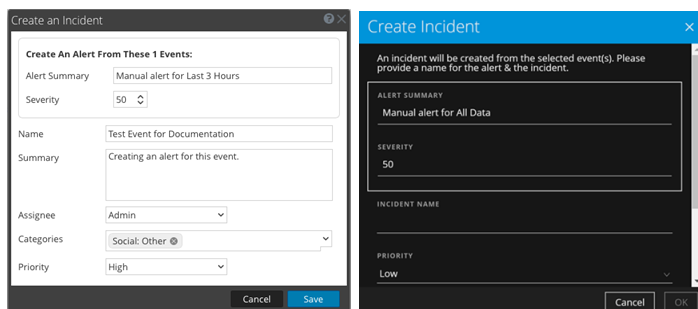 Create an Incident
Create An Alert From These 1 Events:
Alert Summary Manual alert for Last 3 Hours
Severity 50
Name Test Event for Documentation
Summary Creating an alert for this event.
Assignee Admin
Categories Social: Other
Priority High
Cancel Save
Create Incident
An incident will be created from the selected event(s). Please
provide a name for the alert & the incident.
ALERT SUMMARY
Manual alert for All Data
SEVERITY
50
INCIDENT NAME
PRIORITY
Low
Cancel OK